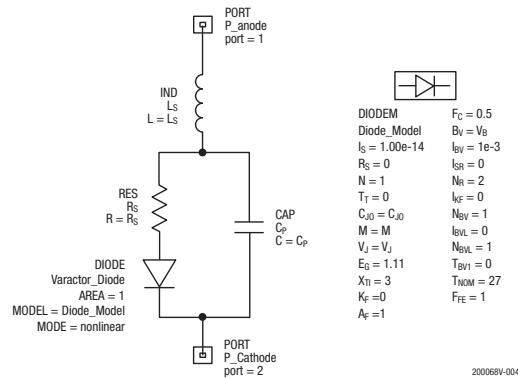 PORT
P_anode
port = 1
IND
LS
L = LS
RES
RS
R = RS
CAP
CP
C = CP
DIODE
Varactor_Diode
AREA = 1
MODEL = Diode_Model
MODE = nonlinear
PORT
P_Cathode
port = 2
DIODEM
Diode_Model
IS = 1.00e-14
RS = 0
N = 1
TT = 0
CJ0 = CJ0
M = M
VJ = VJ
EG = 1.11
XTI = 3
KF =0
AF =1
FC = 0.5
BV = VB
IBV = 1e-3
ISR = 0
NR = 2
IKF = 0
NBV = 1
IBVL = 0
NBVL = 1
TBV1 = 0
TNOM = 27
FFE = 1
200068V-004